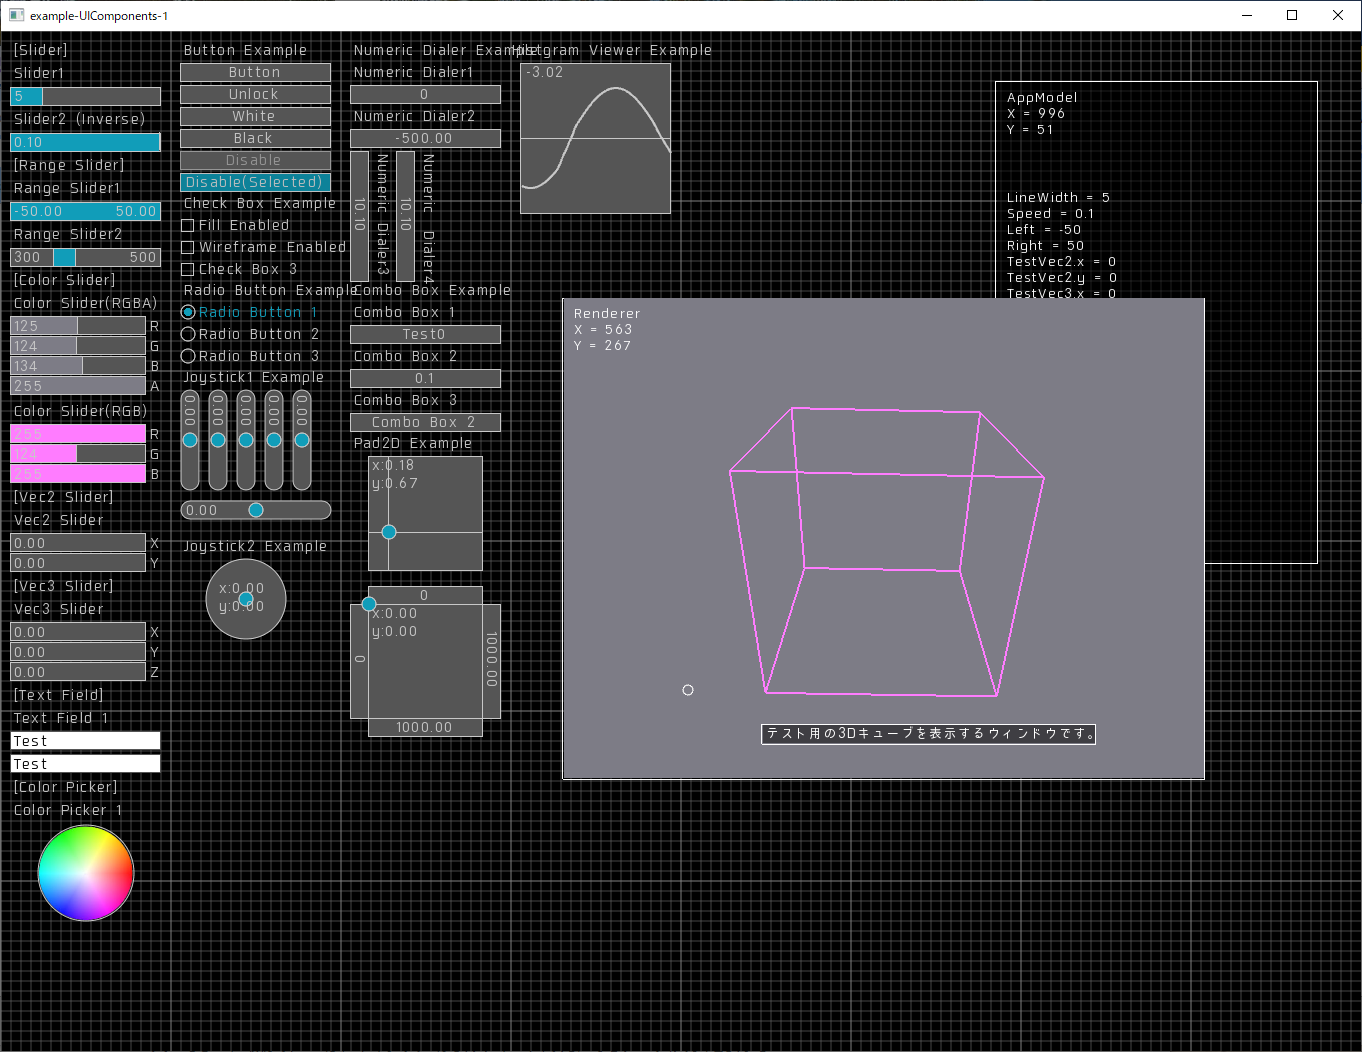 example-UIComponents-1
[Slider]
Slider1
5
Slider2 (Inverse)
0.10
[Range Slider]
Range Slider1
-50.00 50.00
Range Slider2
300 500
[Color Slider]
Color Slider(RGBA)
125 R
124 G
134 B
255 A
Color Slider(RGB)
255 R
124 G
255 B
[Vec2 Slider]
Vec2 Slider
0.00 X
0.00 Y
[Vec3 Slider]
Vec3 Slider
0.00 X
0.00 Y
0.00 Z
[Text Field]
Text Field 1
Test
Test
[Color Picker]
Color Picker 1
Button Example
Button
Unlock
White
Black
Disable
Disable(Selected)
Check Box Example
Fill Enabled
Wireframe Enabled
Check Box 3
Radio Button Example
Radio Button 1
Radio Button 2
Radio Button 3
Joystick1 Example
0.00
0.00
0.00
0.00
0.00
0.00
Joystick2 Example
x:0.00
y:0.00
Numeric Dialer Example
Numeric Dialer1
0
Numeric Dialer2
-500.00
10.10
Numeric Dialer3
10.10
Numeric Dialer4
Combo Box Example
Combo Box 1
Test0
Combo Box 2
0.1
Combo Box 3
Combo Box 2
Pad2D Example
x:0.18
y:0.67
0
x:0.00
y:0.00
0
1000.00
1000.00
Histgram Viewer Example
-3.02
AppModel
X = 996
Y = 51
LineWidth = 5
Speed = 0.1
Left = -50
Right = 50
TestVec2.x = 0
TestVec2.y = 0
TestVec3.x = 0
Renderer
X = 563
Y = 267
テスト用の3Dキューブを表示するウィンドウです。